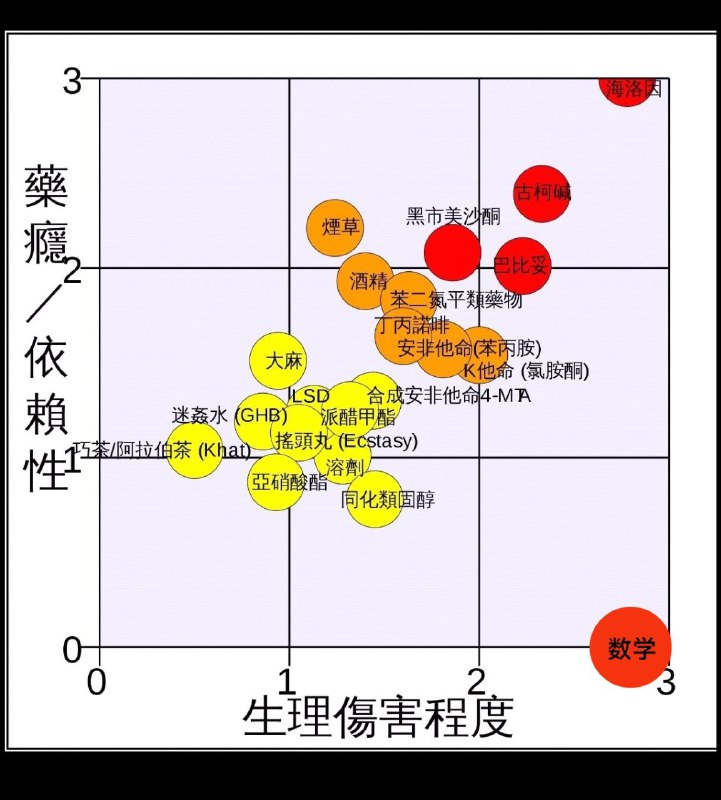 3
海洛因
古柯碱
黑市美沙酮
煙草
巴比妥
藥癮／依賴性
2
酒精
苯二氮平類藥物
丁丙諾啡
安非他命(苯丙胺)
K他命 (氯胺酮)
大麻
LSD
合成安非他命4-MTA
迷姦水 (GHB)
派醋甲酯
搖頭丸 (Ecstasy)
巧茶/阿拉伯茶 (Khat)
1
溶劑
亞硝酸酯
同化類固醇
0
数学
0
1
2
3
生理傷害程度